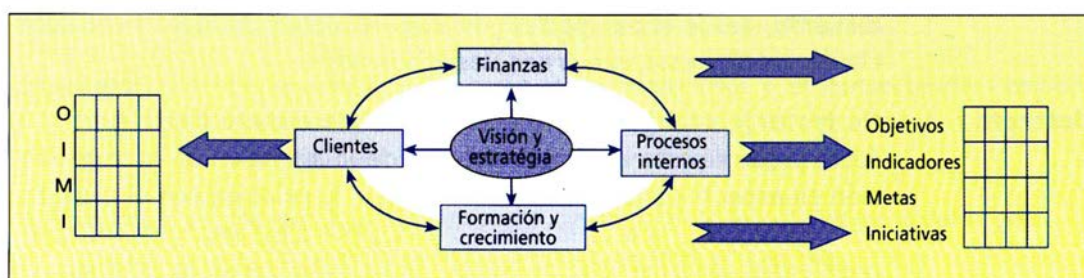 Finanzas
O
I
M
I
Clientes
Visión y
estratégia
Procesos
internos
Formación y
crecimiento
Objetivos
Indicadores
Metas
Iniciativas